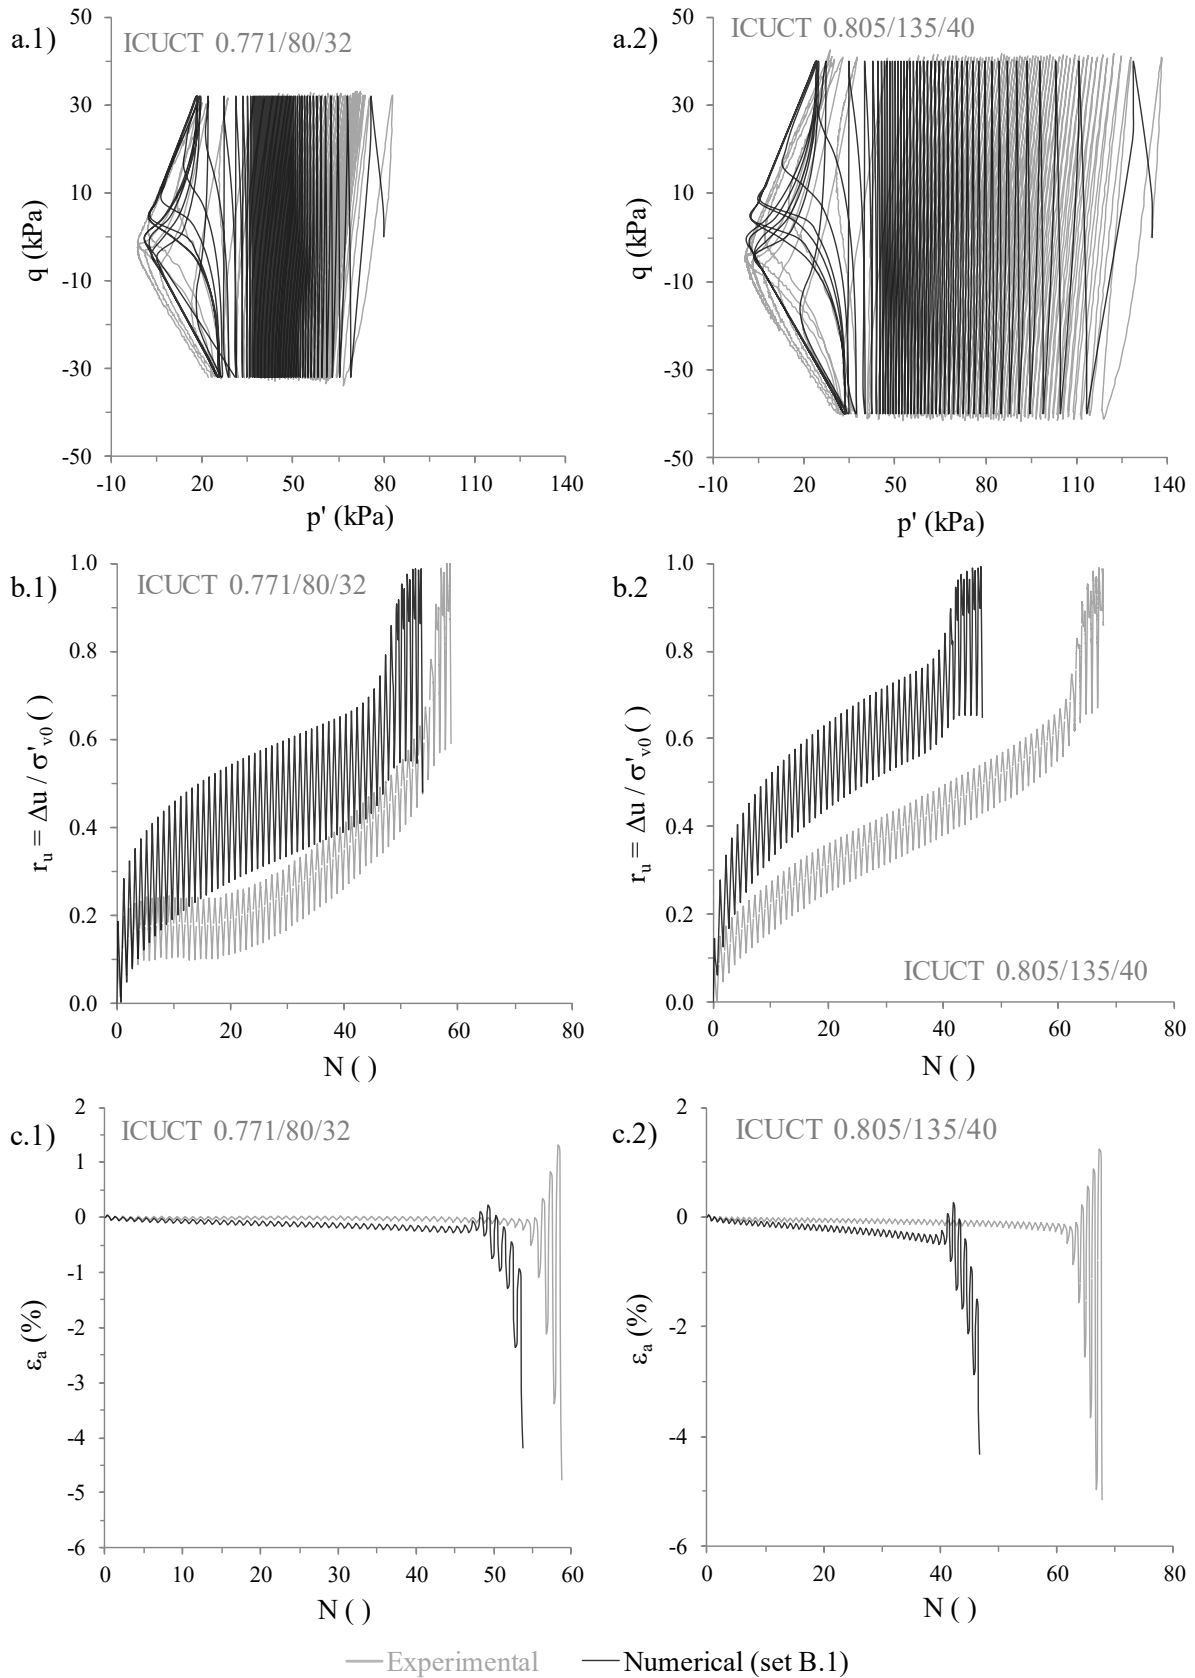 a.1)
ICUCT 0.771/80/32
50
30
10
-10
-30
-50
q (kPa)
-10 20 50 80 110 140
p' (kPa)
a.2)
ICUCT 0.805/135/40
50
30
10
-10
-30
-50
q (kPa)
-10 20 50 80 110 140
p' (kPa)
b.1)
ICUCT 0.771/80/32
1.0
0.8
0.6
0.4
0.2
0.0
r_u = Δu / σ'_v0 ( )
0 20 40 60 80
N ( )
b.2
ICUCT 0.805/135/40
1.0
0.8
0.6
0.4
0.2
0.0
r_u = Δu / σ'_v0 ( )
0 20 40 60 80
N ( )
c.1)
ICUCT 0.771/80/32
2
1
0
-1
-2
-3
-4
-5
-6
ε_a (%)
0 10 20 30 40 50 60
N ( )
c.2)
ICUCT 0.805/135/40
2
0
-2
-4
-6
ε_a (%)
0 20 40 60 80
N ( )
Experimental
Numerical (set B.1)